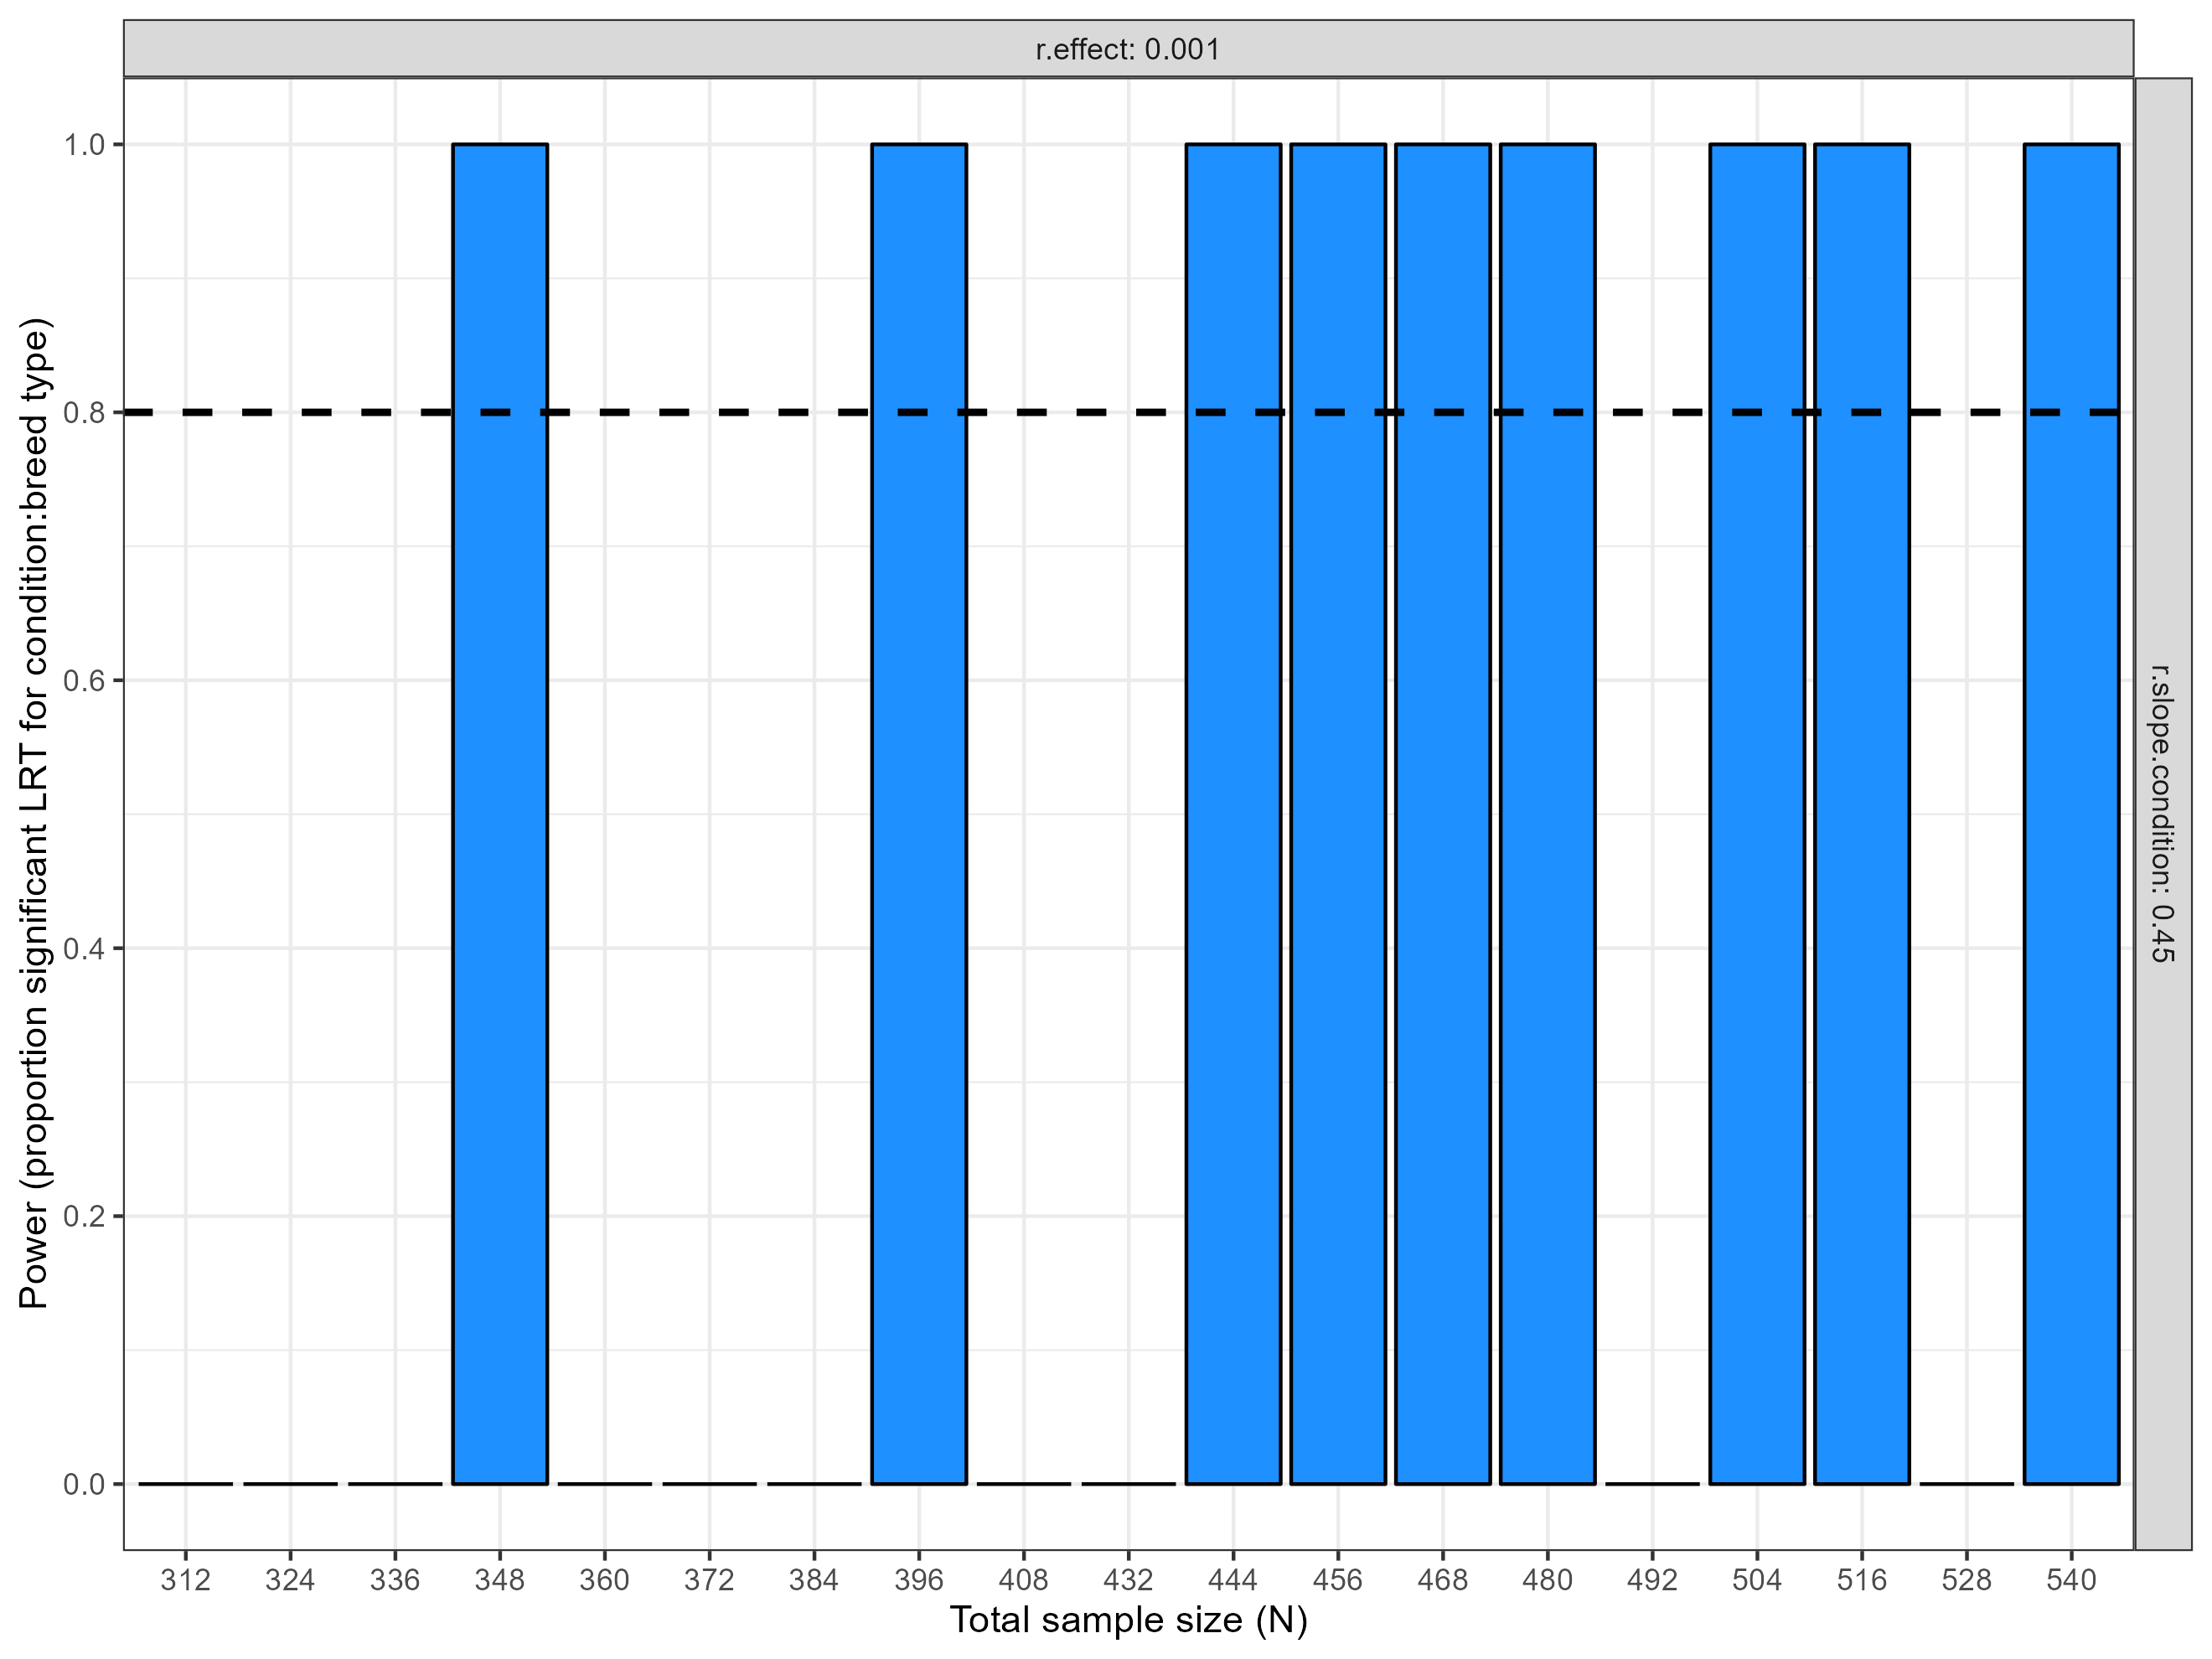 r.effect: 0.001
Power (proportion significant LRT for condition:breed type)
1.0
0.8
0.6
0.4
0.2
0.0
r.slope.condition: 0.45
312 324 336 348 360 372 384 396 408 432 444 456 468 480 492 504 516 528 540
Total sample size (N)